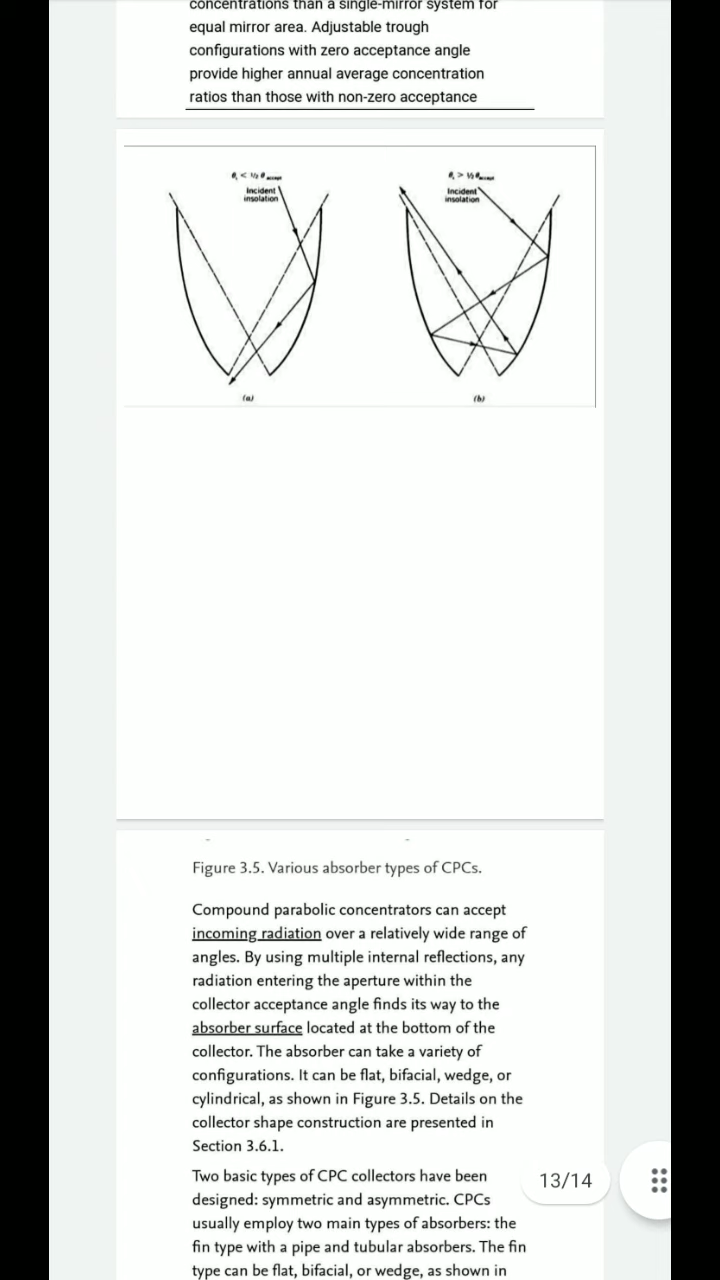 concentrations than a single-mirror system for
equal mirror area. Adjustable trough
configurations with zero acceptance angle
provide higher annual average concentration
ratios than those with non-zero acceptance
Incident
insolation
Incident
insolation
(a)
(b)
Figure 3.5. Various absorber types of CPCs.
Compound parabolic concentrators can accept
incoming radiation over a relatively wide range of
angles. By using multiple internal reflections, any
radiation entering the aperture within the
collector acceptance angle finds its way to the
absorber surface located at the bottom of the
collector. The absorber can take a variety of
configurations. It can be flat, bifacial, wedge, or
cylindrical, as shown in Figure 3.5. Details on the
collector shape construction are presented in
Section 3.6.1.
Two basic types of CPC collectors have been
designed: symmetric and asymmetric. CPCs
usually employ two main types of absorbers: the
fin type with a pipe and tubular absorbers. The fin
type can be flat, bifacial, or wedge, as shown in
13/14